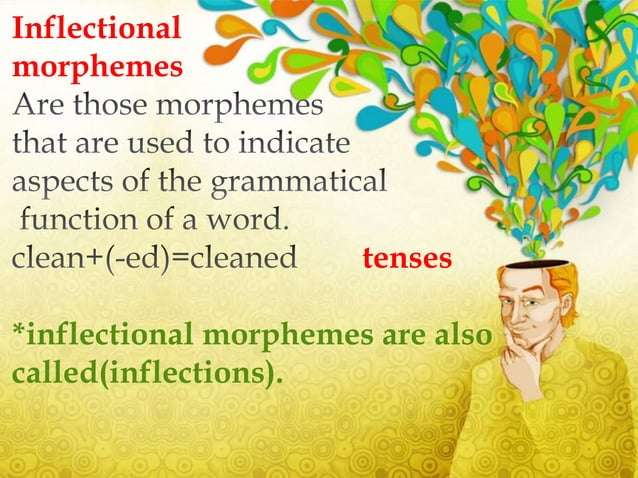 Inflectional
morphemes
Are those morphemes
that are used to indicate
aspects of the grammatical
function of a word.
clean+(-ed)=cleaned tenses
*inflectional morphemes are also
called(inflections).